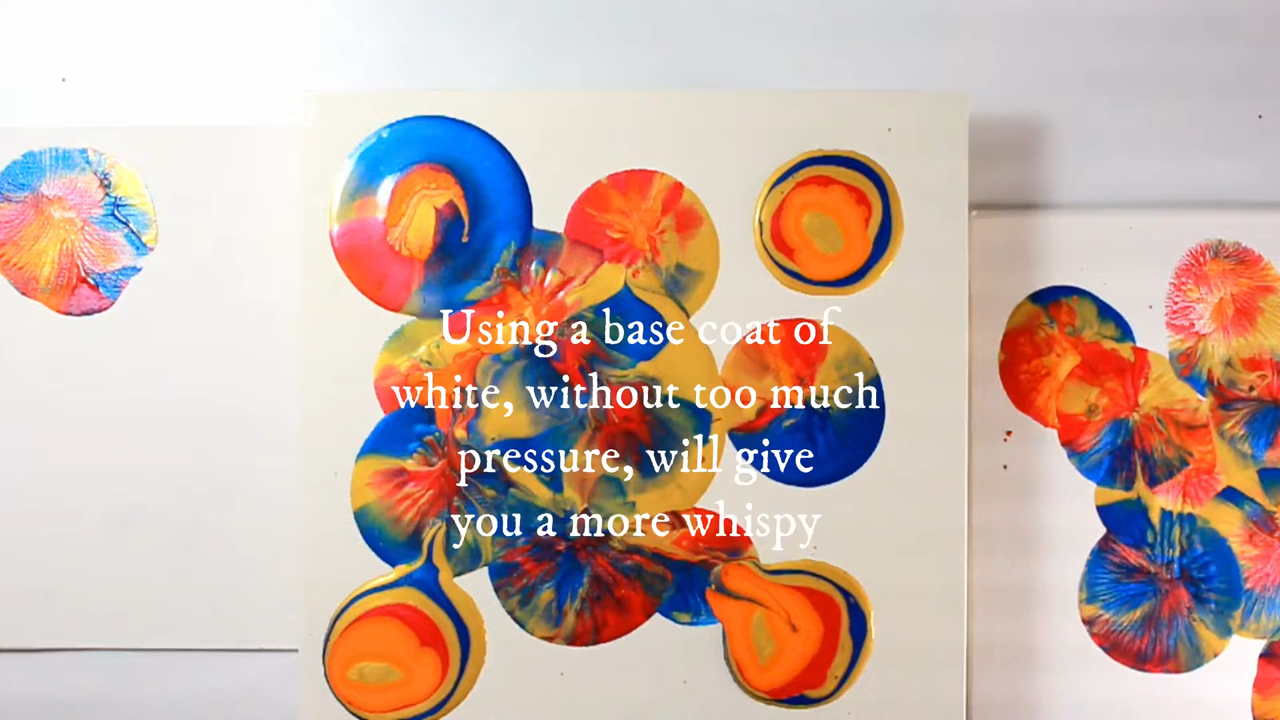 Using a base coat of
white, without too much
pressure, will give
you a more whispy